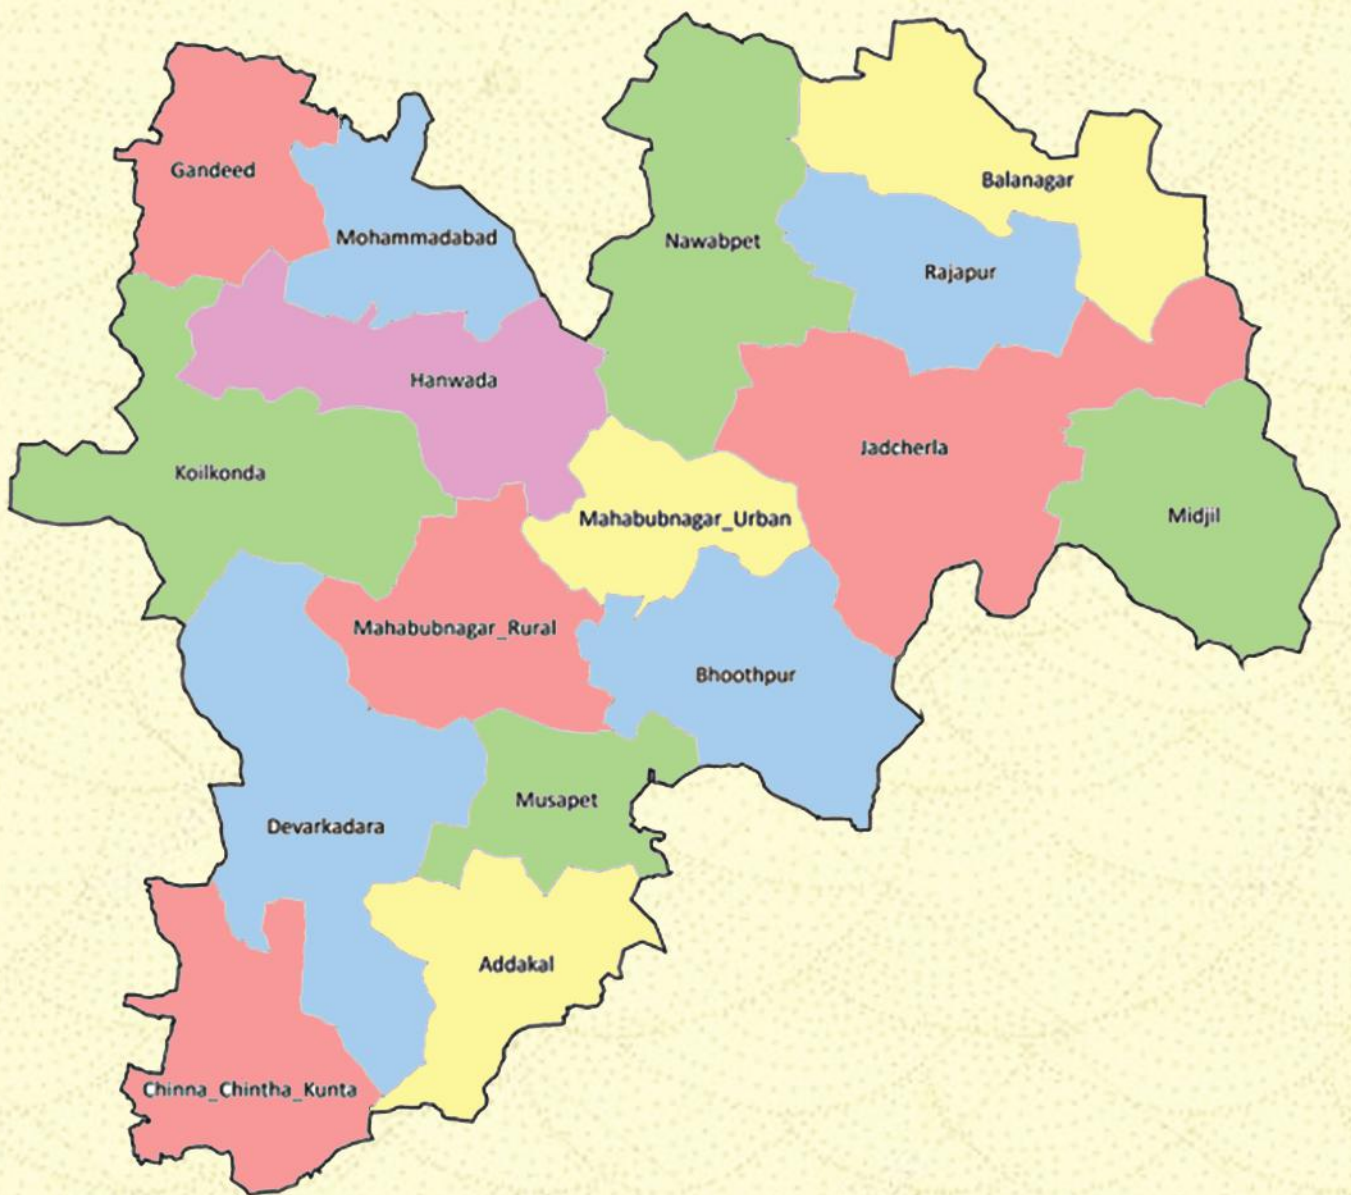 Gandeed
Balanagar
Mohammadabad
Nawabpet
Rajapur
Hanwada
Jadcherla
Koilkonda
Mahabubnagar_Urban
Midjil
Mahabubnagar_Rural
Bhoothpur
Musapet
Devarkadara
Addakal
Chinna_Chintha_Kunta